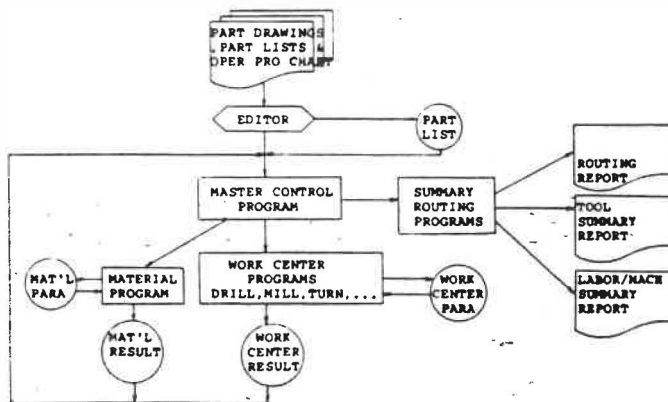 PART DRAWINGS
PART LISTS &
OPER PRO CHART
EDITOR
PART
LIST
MASTER CONTROL
PROGRAM
SUMMARY
ROUTING
PROGRAMS
ROUTING
REPORT
TOOL
SUMMARY
REPORT
LABOR/MACH
SUMMARY
REPORT
MAT'L
PARA
MATERIAL
PROGRAM
WORK CENTER
PROGRAMS
DRILL,MILL,TURN,...
WORK
CENTER
PARA
MAT'L
RESULT
WORK
CENTER
RESULT